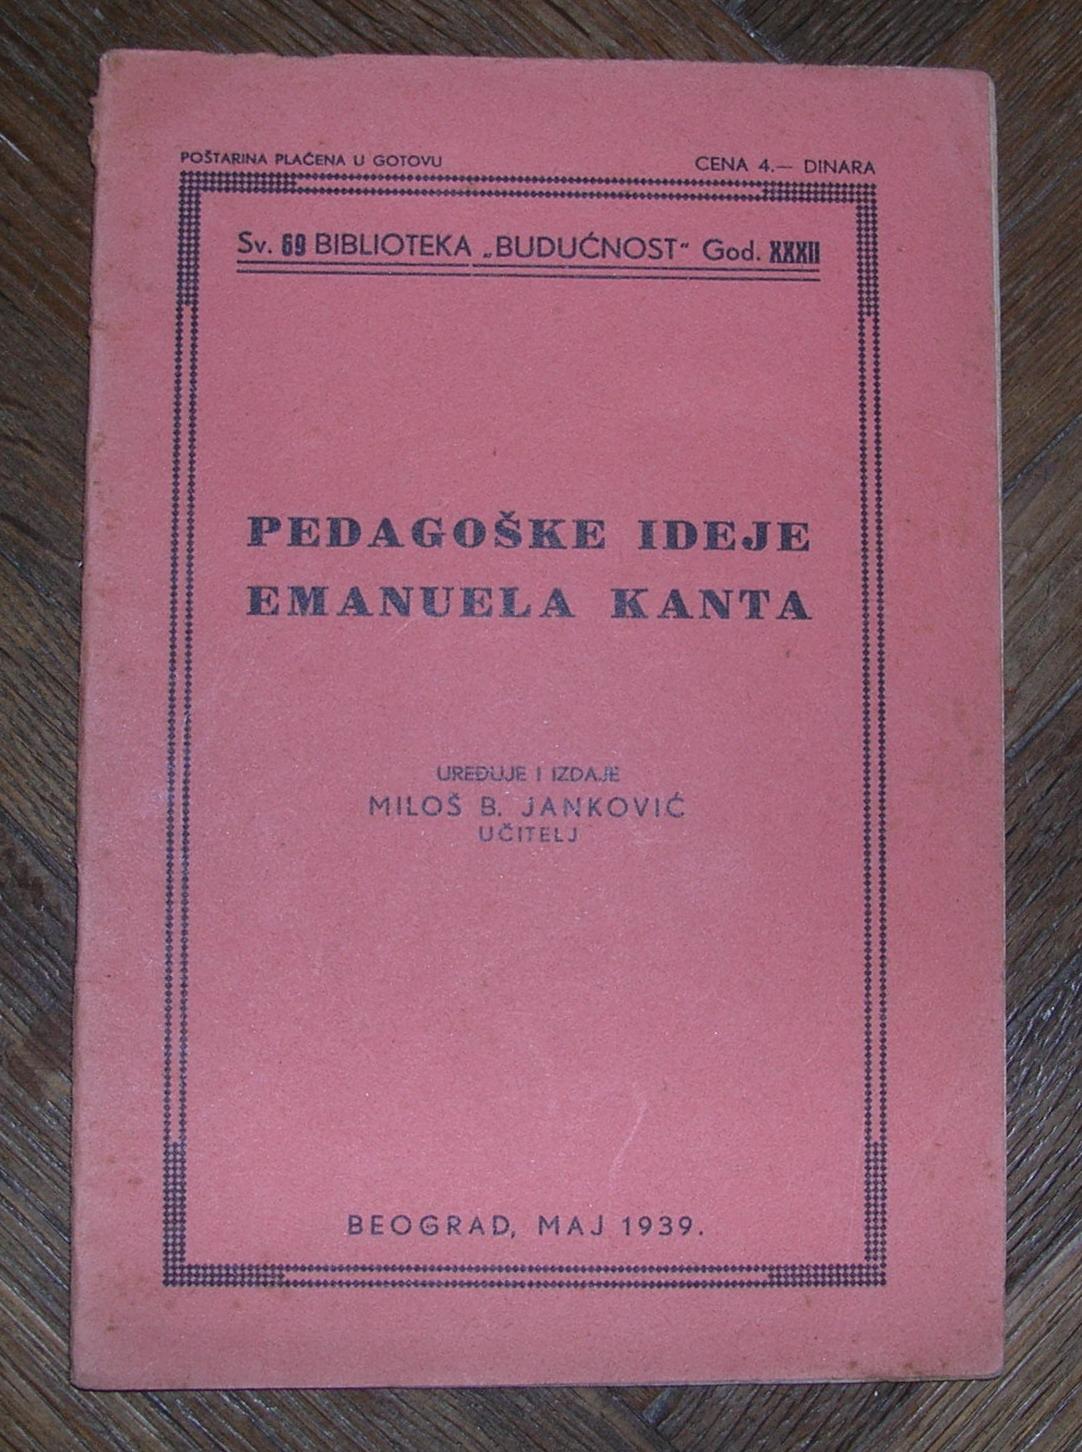 POŠTARINA PLAĆENA U GOTOVU
CENA 4.— DINARA
Sv. 69 BIBLIOTEKA „BUDUĆNOST“ God. XXXII
PEDAGOŠKE IDEJE
EMANUELA KANTA
UREĐUJE I IZDAJE
MILOŠ B. JANKOVIĆ
UČITELJ
BEOGRAD, MAJ 1939.